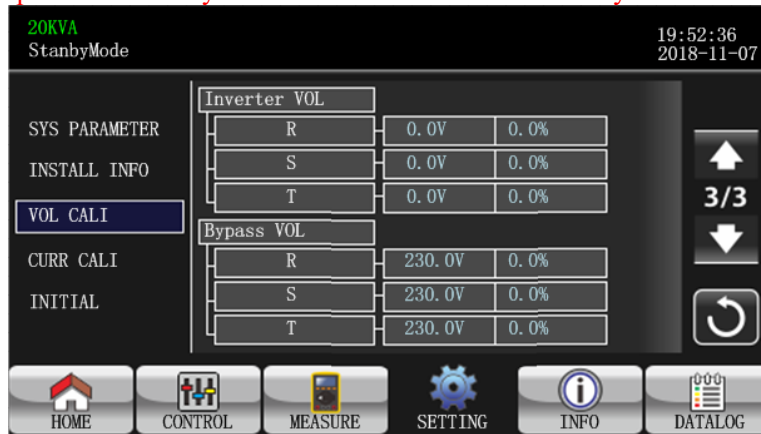 20KVA
StanbyMode
19:52:36
2018-11-07
SYS PARAMETER
INSTALL INFO
VOL CALI
CURR CALI
INITIAL
Inverter VOL
R 0.0V 0.0%
S 0.0V 0.0%
T 0.0V 0.0%
Bypass VOL
R 230.0V 0.0%
S 230.0V 0.0%
T 230.0V 0.0%
3/3
HOME CONTROL MEASURE SETTING INFO DATALOG